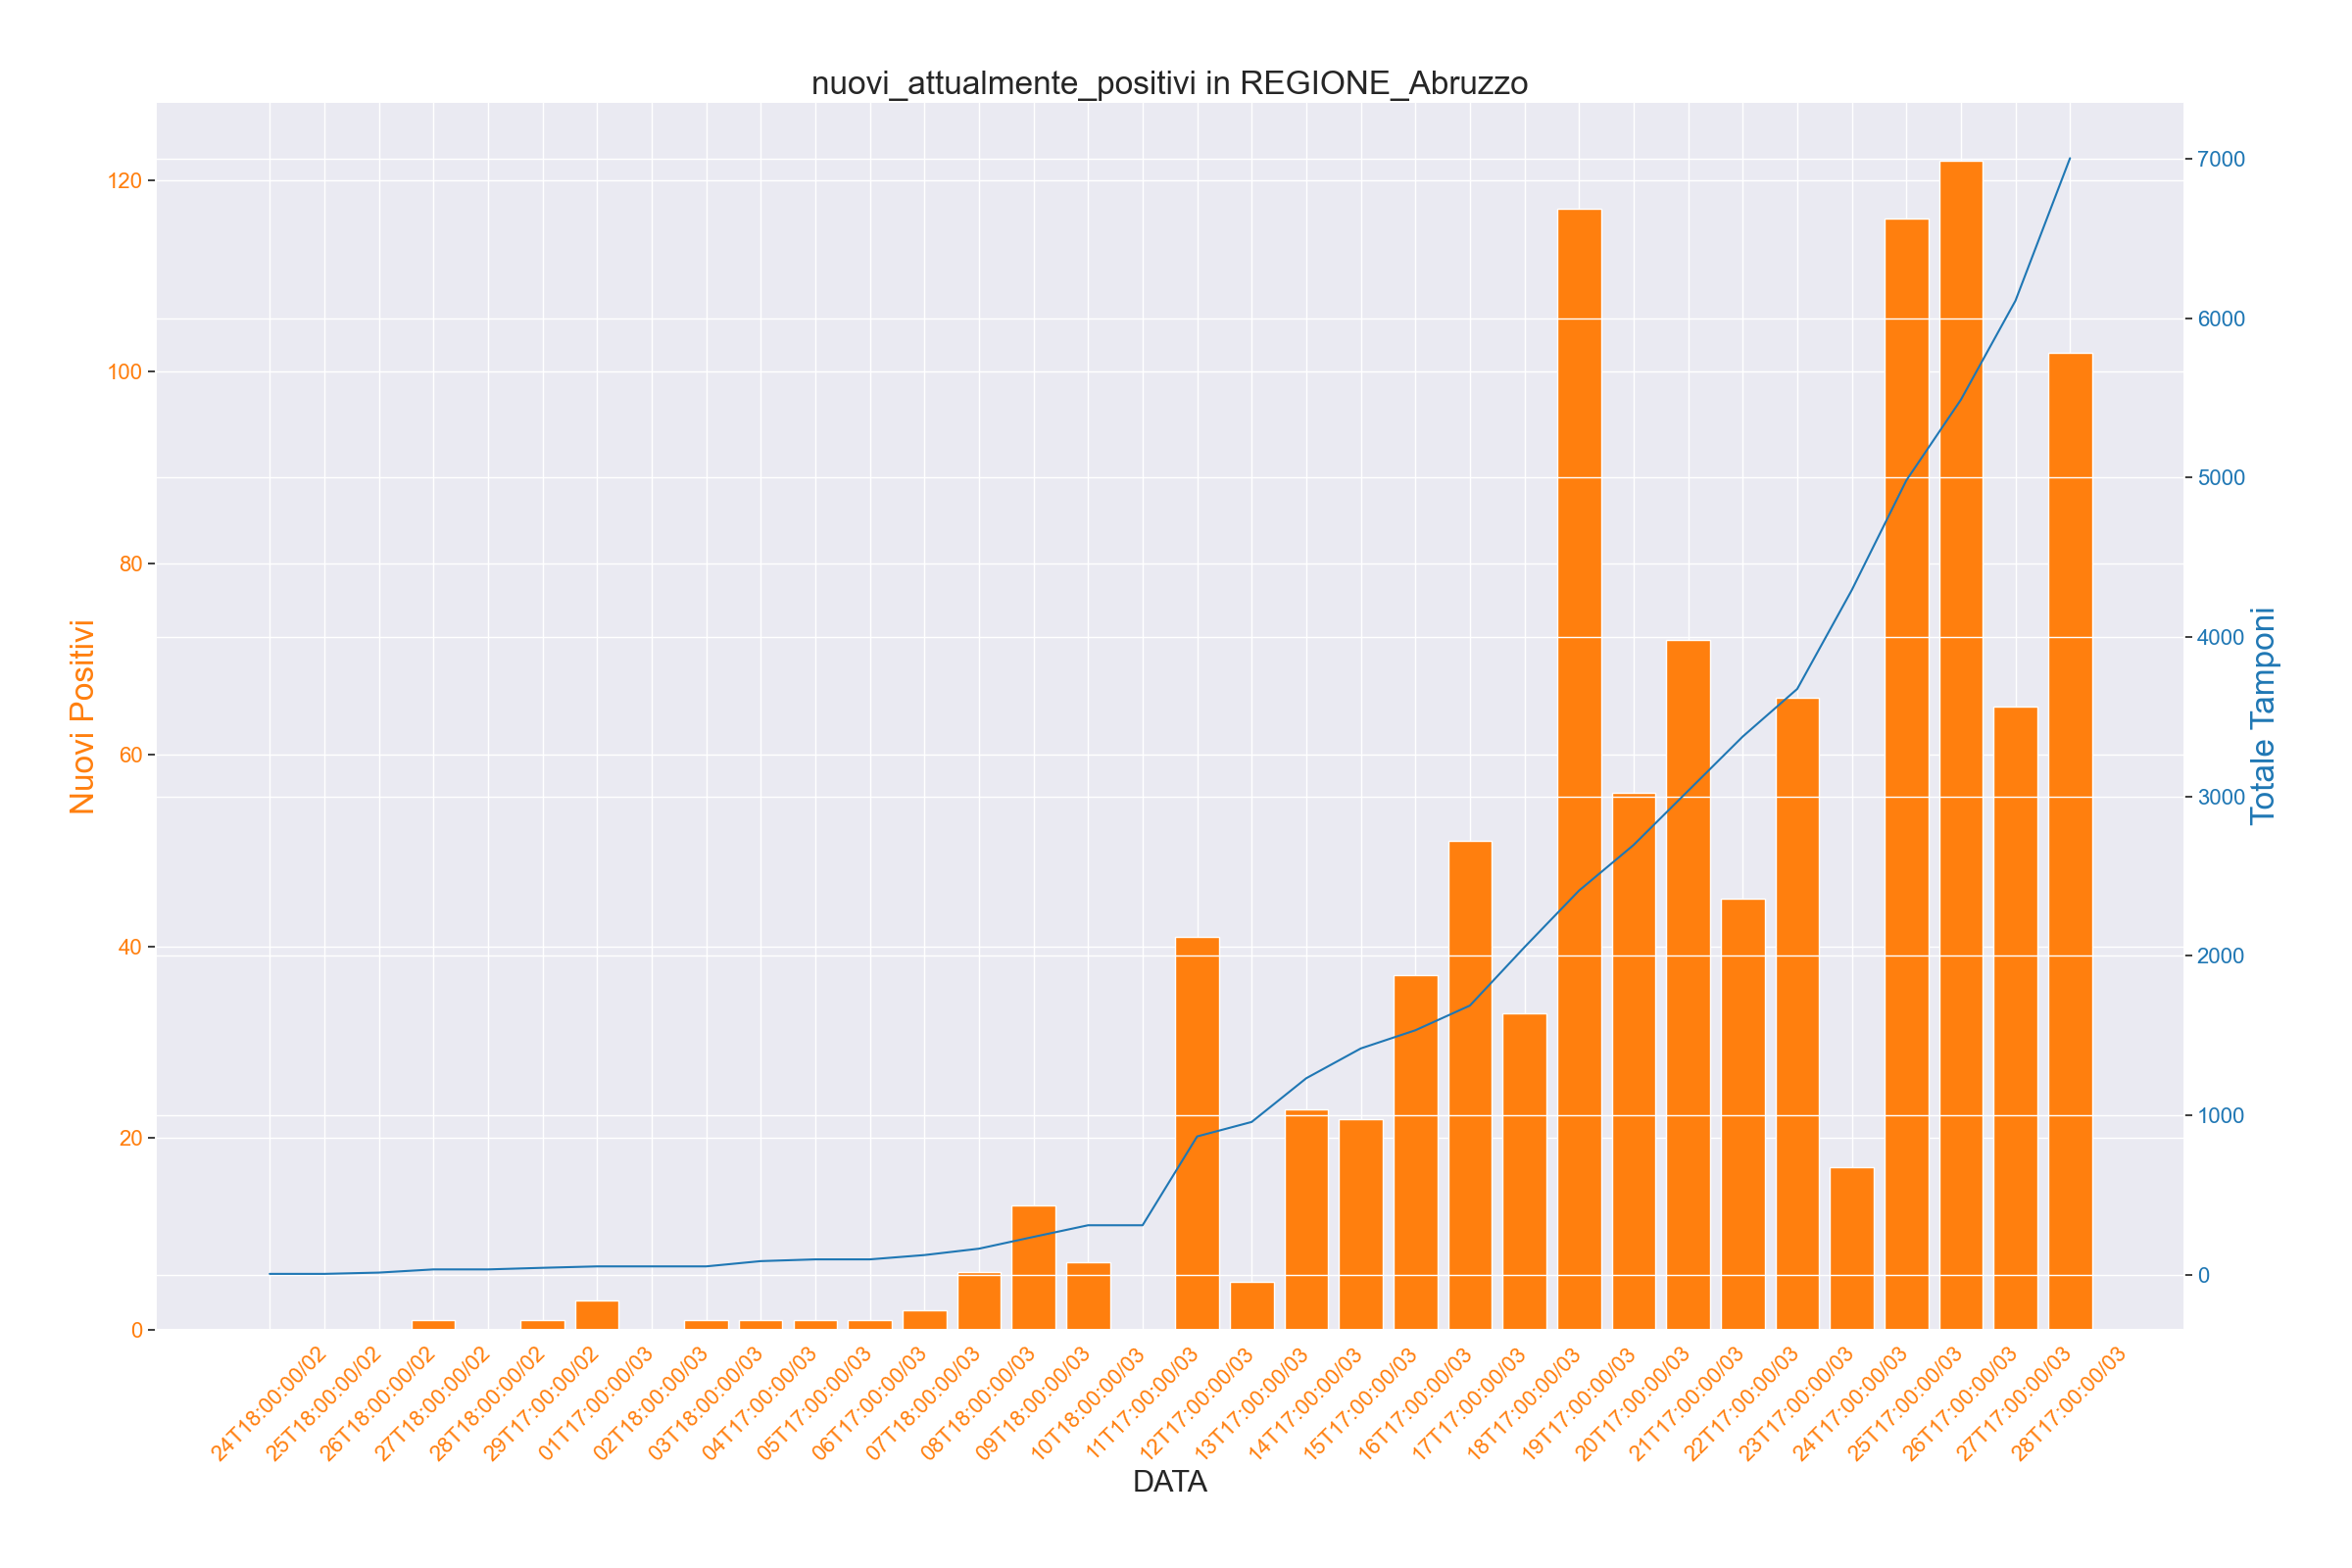 nuovi_attualmente_positivi in REGIONE_Abruzzo
Nuovi Positivi
120
100
80
60
40
20
0
Totale Tamponi
7000
6000
5000
4000
3000
2000
1000
0
24T18:00:00/02
25T18:00:00/02
26T18:00:00/02
27T18:00:00/02
28T18:00:00/02
29T17:00:00/02
01T17:00:00/03
02T18:00:00/03
03T18:00:00/03
04T17:00:00/03
05T17:00:00/03
06T17:00:00/03
07T18:00:00/03
08T18:00:00/03
09T18:00:00/03
10T18:00:00/03
11T17:00:00/03
12T17:00:00/03
13T17:00:00/03
14T17:00:00/03
15T17:00:00/03
16T17:00:00/03
17T17:00:00/03
18T17:00:00/03
19T17:00:00/03
20T17:00:00/03
21T17:00:00/03
22T17:00:00/03
23T17:00:00/03
24T17:00:00/03
25T17:00:00/03
26T17:00:00/03
27T17:00:00/03
28T17:00:00/03
DATA